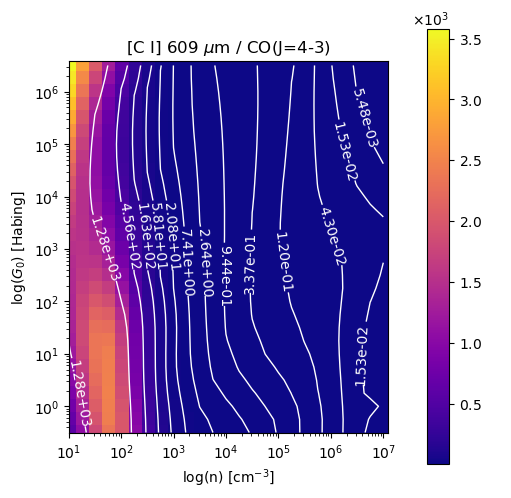 ×10³
[C I] 609 μm / CO(J=4-3)
3.5
3.0
2.5
2.0
1.5
1.0
0.5
10⁶
10⁵
10⁴
10³
10²
10¹
10⁰
log(G₀) [Habing]
5.48e-03
1.53e-02
4.30e-02
1.28e+03
4.56e+02
1.63e+02
5.81e+01
2.08e+01
7.41e+00
2.64e+00
9.44e-01
3.37e-01
1.20e-01
1.53e-02
1.28e+03
10¹
10²
10³
10⁴
10⁵
10⁶
10⁷
log(n) [cm⁻³]